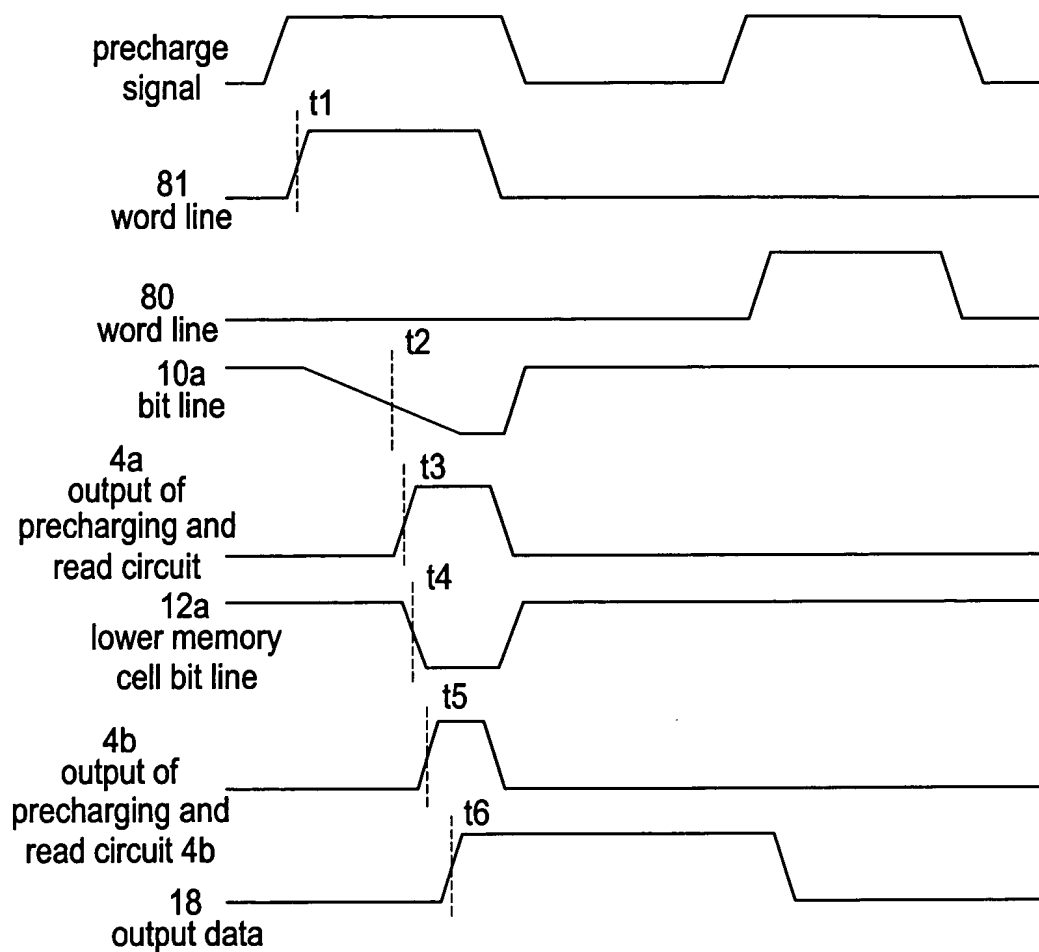 precharge
signal
t1
81
word line
80
word line
t2
10a
bit line
4a
output of
precharging and
read circuit
t3
t4
12a
lower memory
cell bit line
t5
4b
output of
precharging and
read circuit 4b
t6
18
output data